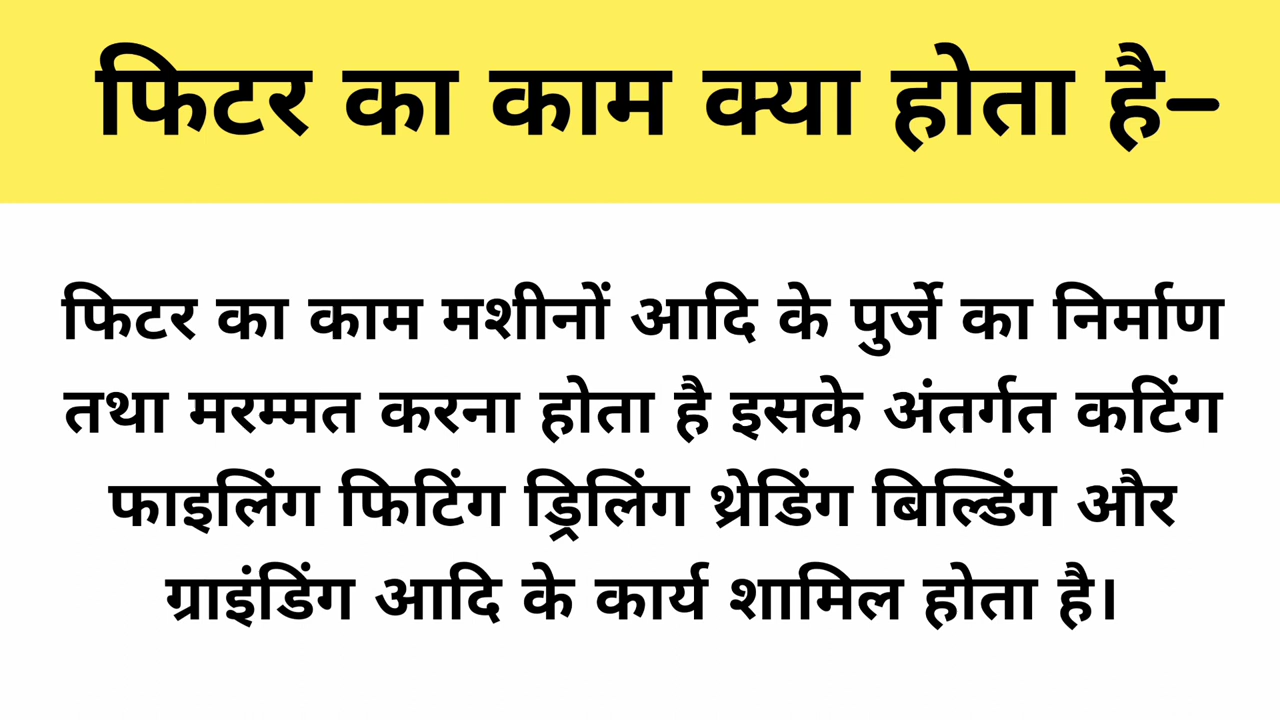 फिटर का काम क्या होता है–
फिटर का काम मशीनों आदि के पुर्जे का निर्माण
तथा मरम्मत करना होता है इसके अंतर्गत कटिंग
फाइलिंग फिटिंग ड्रिलिंग थ्रेडिंग बिल्डिंग और
ग्राइंडिंग आदि के कार्य शामिल होता है।